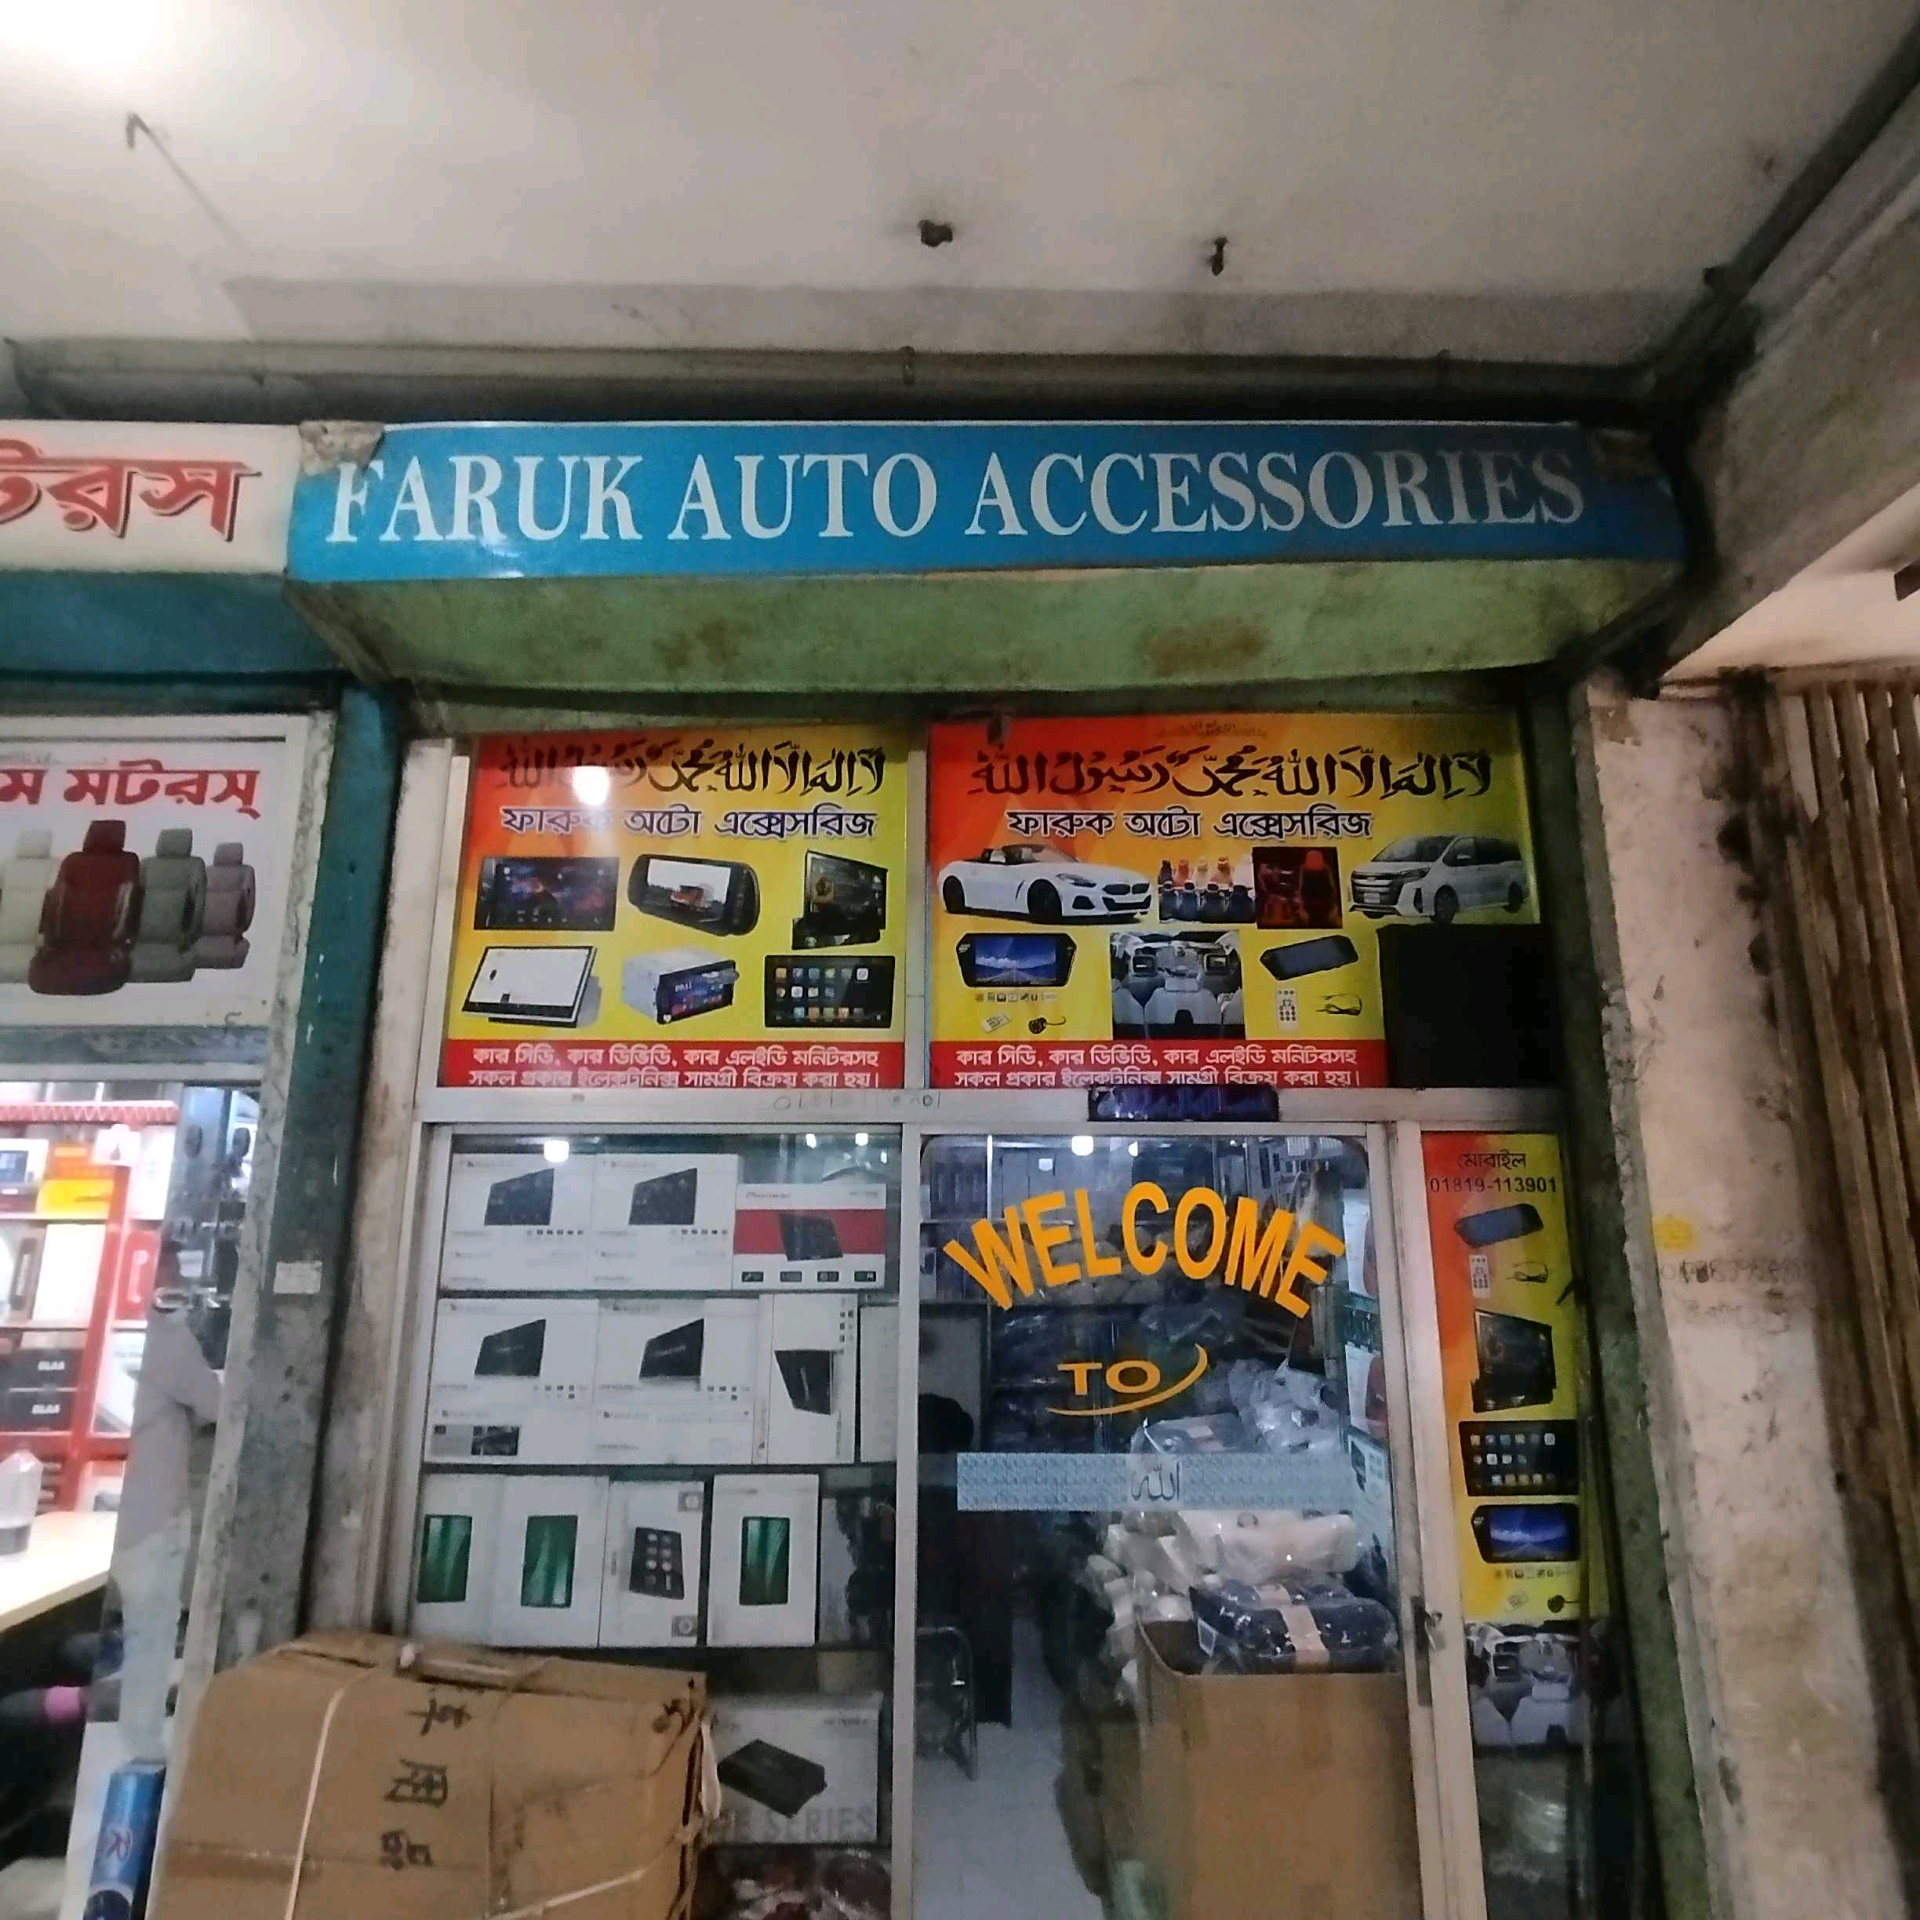 টরস
FARUK AUTO ACCESSORIES
ম মটরস্
لا إله إلا الله محمد رسول الله
ফারুক অটো এক্সেসরিজ
কার সিডি, কার ডিভিডি, কার এলইডি মনিটরসহ
সকল প্রকার ইলেকট্রনিক্স সামগ্রী বিক্রয় করা হয়।
لا إله إلا الله محمد رسول الله
ফারুক অটো এক্সেসরিজ
কার সিডি, কার ডিভিডি, কার এলইডি মনিটরসহ
সকল প্রকার ইলেকট্রনিক্স সামগ্রী বিক্রয় করা হয়।
WELCOME
TO
الله
মোবাইল
01819-113901
SERIES